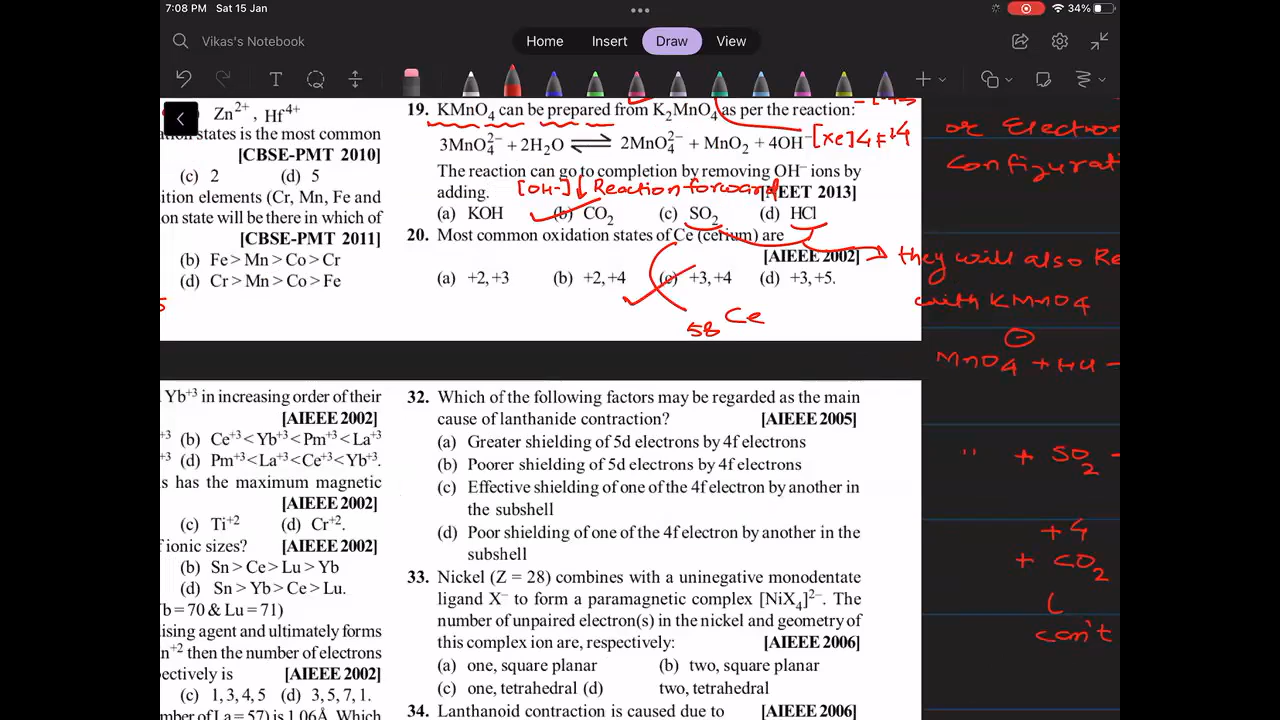 7:08 PM Sat 15 Jan
34%
Vikas's Notebook
Home Insert Draw View
Zn2+, Hf4+
tation states is the most common
[CBSE-PMT 2010]
(c) 2 (d) 5
ition elements (Cr, Mn, Fe and
on state will be there in which of
[CBSE-PMT 2011]
(b) Fe > Mn > Co > Cr
(d) Cr > Mn > Co > Fe
19. KMnO4 can be prepared from K2MnO4 as per the reaction:
3MnO4^2– + 2H2O ⇌ 2MnO4^2– + MnO2 + 4OH–
[xe]4f14
The reaction can go to completion by removing OH– ions by
adding. [NEET 2013]
[OH-]↓ Reaction forward
(a) KOH (b) CO2 (c) SO2 (d) HCl
20. Most common oxidation states of Ce (cerium) are
[AIEEE 2002]
(a) +2, +3 (b) +2, +4 (c) +3, +4 (d) +3, +5.
58 Ce
or Electron
configurati
they will also Re
with KMnO4
MnO4 – + HCl –
" + SO2 –
+4
+ CO2
can't
Yb+3 in increasing order of their
[AIEEE 2002]
+3 (b) Ce+3 < Yb+3 < Pm+3 < La+3
+3 (d) Pm+3 < La+3 < Ce+3 < Yb+3.
s has the maximum magnetic
[AIEEE 2002]
(c) Ti+2 (d) Cr+2.
f ionic sizes? [AIEEE 2002]
(b) Sn > Ce > Lu > Yb
(d) Sn > Yb > Ce > Lu.
b = 70 & Lu = 71)
ising agent and ultimately forms
n+2 then the number of electrons
ectively is [AIEEE 2002]
(c) 1, 3, 4, 5 (d) 3, 5, 7, 1.
mber of La = 57) is 1.06Å. Which
32. Which of the following factors may be regarded as the main
cause of lanthanide contraction? [AIEEE 2005]
(a) Greater shielding of 5d electrons by 4f electrons
(b) Poorer shielding of 5d electrons by 4f electrons
(c) Effective shielding of one of the 4f electron by another in
the subshell
(d) Poor shielding of one of the 4f electron by another in the
subshell
33. Nickel (Z = 28) combines with a uninegative monodentate
ligand X– to form a paramagnetic complex [NiX4]2–. The
number of unpaired electron(s) in the nickel and geometry of
this complex ion are, respectively: [AIEEE 2006]
(a) one, square planar (b) two, square planar
(c) one, tetrahedral (d) two, tetrahedral
34. Lanthanoid contraction is caused due to [AIEEE 2006]